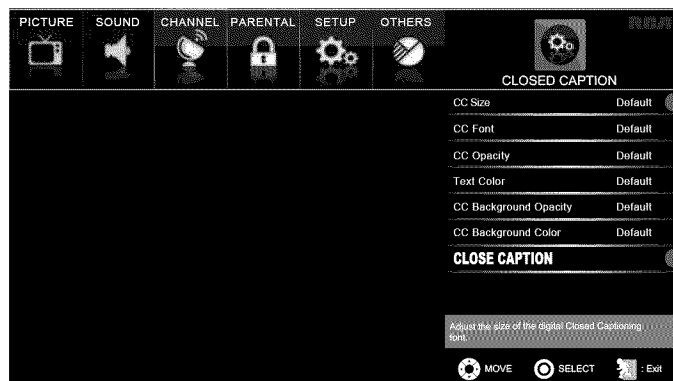 PICTURE SOUND CHANNEL PARENTAL SETUP OTHERS
RCA
CLOSED CAPTION
CC Size Default
CC Font Default
CC Opacity Default
Text Color Default
CC Background Opacity Default
CC Background Color Default
CLOSE CAPTION
Adjust the size of the digital Closed Captioning
font.
MOVE SELECT : Exit